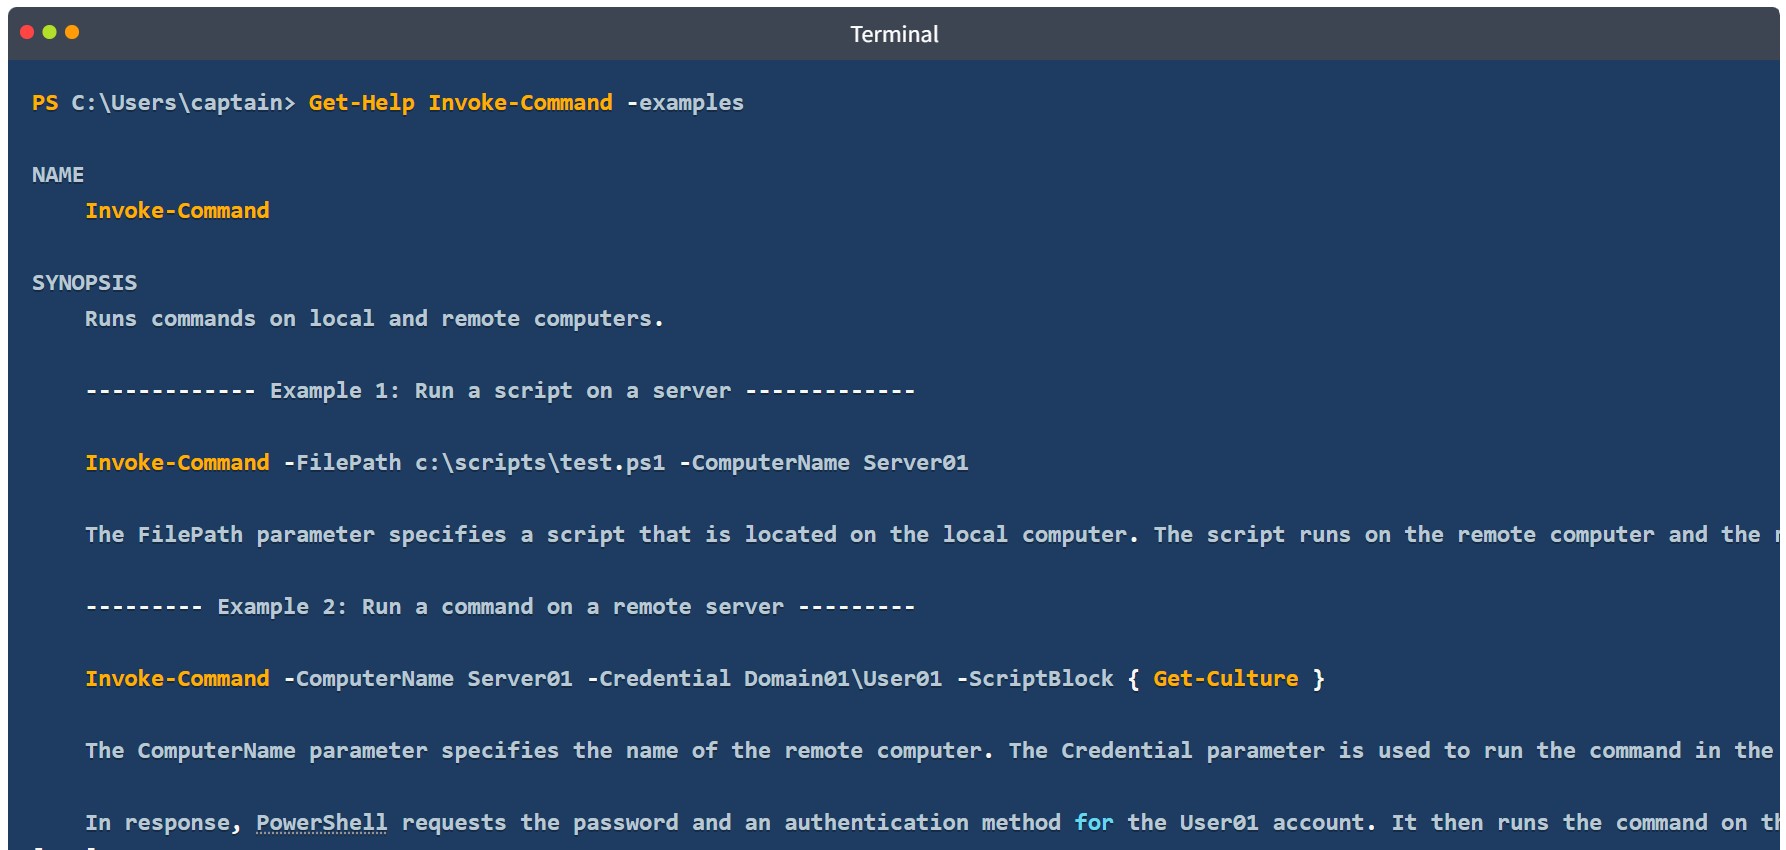 Terminal
PS C:\Users\captain> Get-Help Invoke-Command -examples
NAME
Invoke-Command
SYNOPSIS
Runs commands on local and remote computers.
------------- Example 1: Run a script on a server -------------
Invoke-Command -FilePath c:\scripts\test.ps1 -ComputerName Server01
The FilePath parameter specifies a script that is located on the local computer. The script runs on the remote computer and the
--------- Example 2: Run a command on a remote server ---------
Invoke-Command -ComputerName Server01 -Credential Domain01\User01 -ScriptBlock { Get-Culture }
The ComputerName parameter specifies the name of the remote computer. The Credential parameter is used to run the command in the
In response, PowerShell requests the password and an authentication method for the User01 account. It then runs the command on